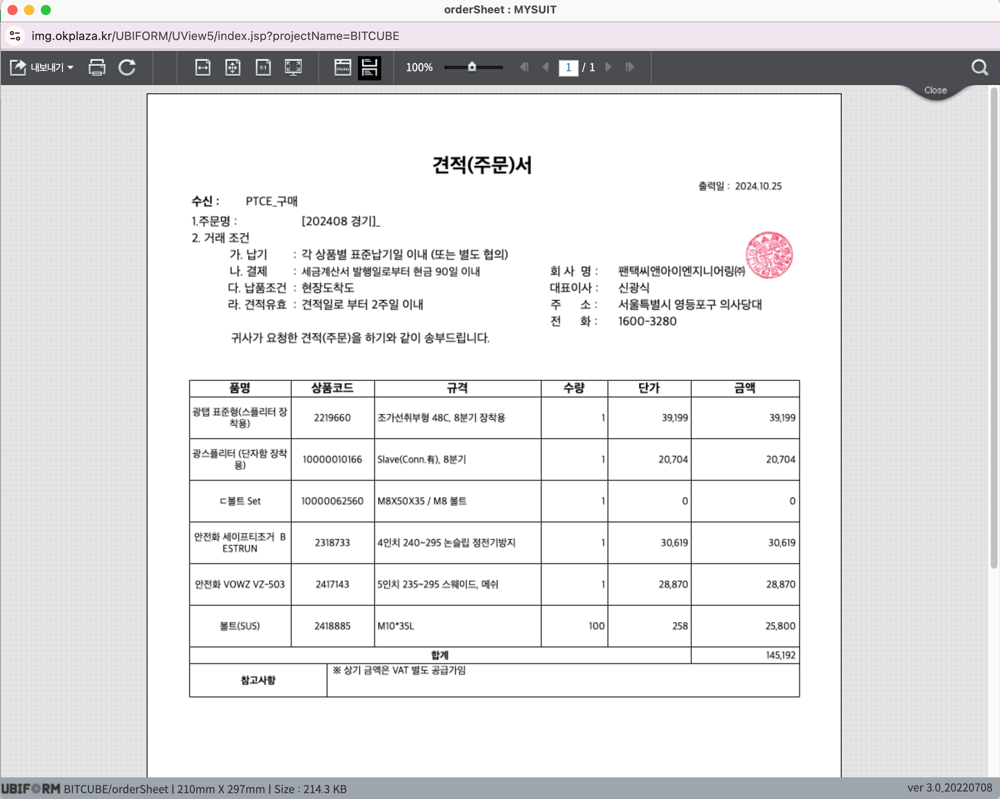 orderSheet : MYSUIT
img.okplaza.kr/UBIFORM/UView5/index.jsp?projectName=BITCUBE
내보내기 1:1 MINI 100% 1 / 1
Close
견적(주문)서
출력일 : 2024.10.25
수신 : PTCE_구매
1.주문명 : [202408 경기]_
2. 거래 조건
가. 납기 : 각 상품별 표준납기일 이내 (또는 별도 협의)
나. 결제 : 세금계산서 발행일로부터 현금 90일 이내
다. 납품조건 : 현장도착도
라. 견적유효 : 견적일로 부터 2주일 이내
회 사 명 : 팬택씨앤아이엔지니어링㈜
대표이사 : 신광식
주 소 : 서울특별시 영등포구 의사당대
전 화 : 1600-3280
귀사가 요청한 견적(주문)을 하기와 같이 송부드립니다.
품명 상품코드 규격 수량 단가 금액
광탭 표준형(스플리터 장
착용) 2219660 조가선취부형 48C, 8분기 장착용 1 39,199 39,199
광스플리터 (단자함 장착
용) 10000010166 Slave(Conn.有), 8분기 1 20,704 20,704
ㄷ볼트 Set 10000062560 M8X50X35 / M8 볼트 1 0 0
안전화 세이프티조거 B
ESTRUN 2318733 4인치 240~295 논슬립 정전기방지 1 30,619 30,619
안전화 VOWZ VZ-503 2417143 5인치 235~295 스웨이드, 메쉬 1 28,870 28,870
볼트(SUS) 2418885 M10*35L 100 258 25,800
합계 145,192
참고사항 ※ 상기 금액은 VAT 별도 공급가임
UBIFORM BITCUBE/orderSheet | 210mm X 297mm | Size : 214.3 KB
ver 3.0_20220708